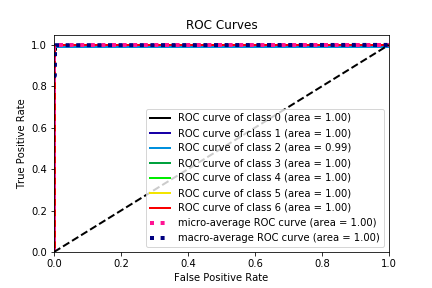 ROC Curves
True Positive Rate
1.0
0.8
0.6
0.4
0.2
0.0
ROC curve of class 0 (area = 1.00)
ROC curve of class 1 (area = 1.00)
ROC curve of class 2 (area = 0.99)
ROC curve of class 3 (area = 1.00)
ROC curve of class 4 (area = 1.00)
ROC curve of class 5 (area = 1.00)
ROC curve of class 6 (area = 1.00)
micro-average ROC curve (area = 1.00)
macro-average ROC curve (area = 1.00)
0.0 0.2 0.4 0.6 0.8 1.0
False Positive Rate